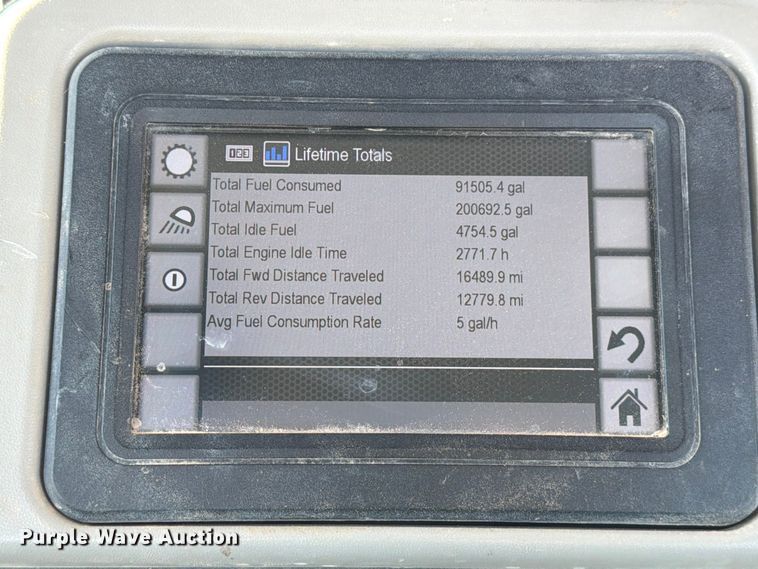 123 Lifetime Totals
Total Fuel Consumed 91505.4 gal
Total Maximum Fuel 200692.5 gal
Total Idle Fuel 4754.5 gal
Total Engine Idle Time 2771.7 h
Total Fwd Distance Traveled 16489.9 mi
Total Rev Distance Traveled 12779.8 mi
Avg Fuel Consumption Rate 5 gal/h
Purple Wave Auction